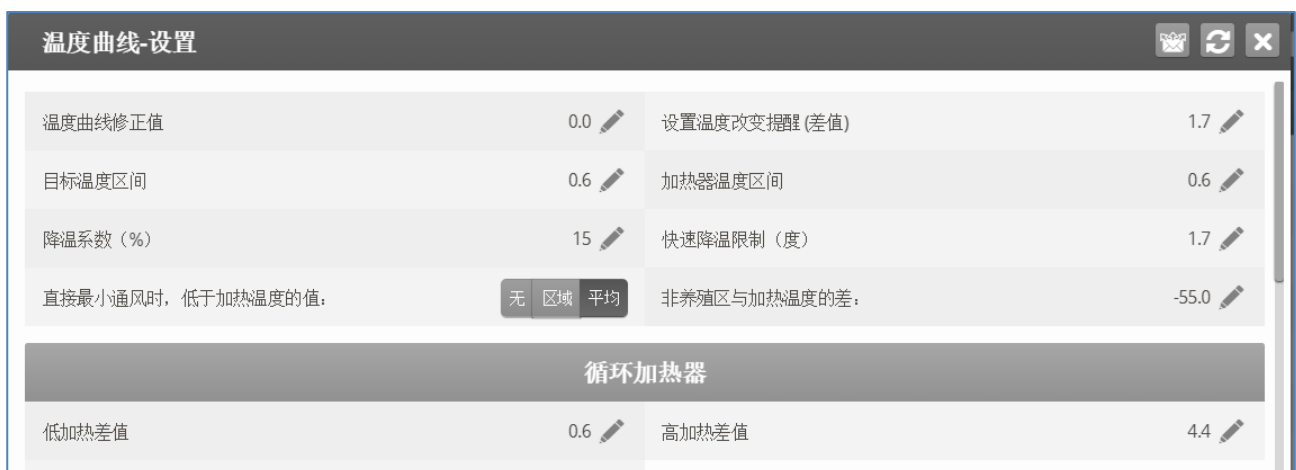 温度曲线-设置
温度曲线修正值 0.0 设置温度改变提醒 (差值) 1.7
目标温度区间 0.6 加热器温度区间 0.6
降温系数（%） 15 快速降温限制（度） 1.7
直接最小通风时，低于加热温度的值： 无 区域 平均 非养殖区与加热温度的差： -55.0
循环加热器
低加热差值 0.6 高加热差值 4.4